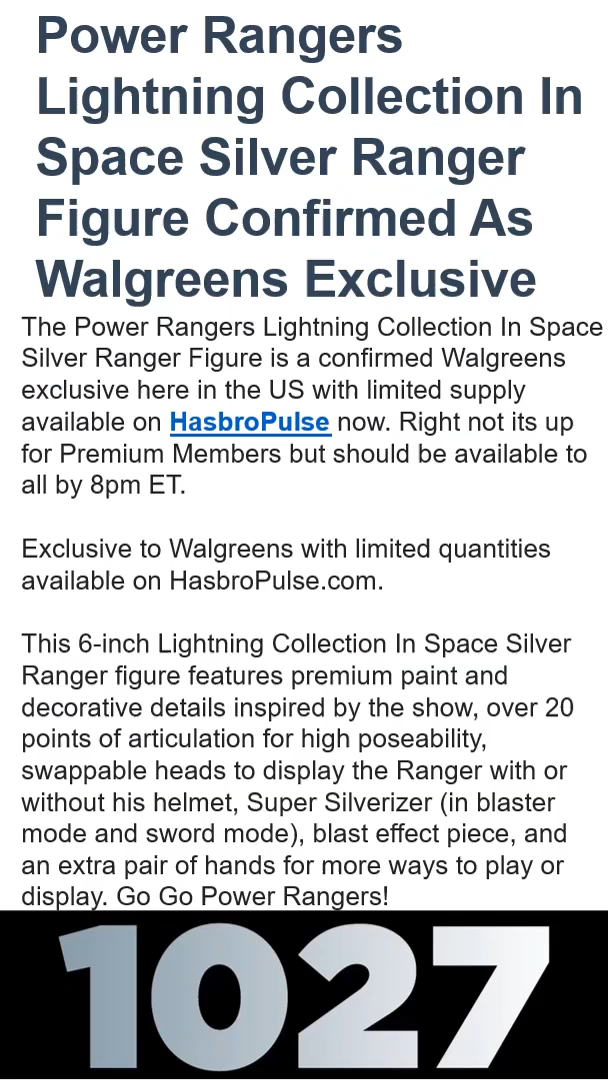 Power Rangers
Lightning Collection In
Space Silver Ranger
Figure Confirmed As
Walgreens Exclusive
The Power Rangers Lightning Collection In Space
Silver Ranger Figure is a confirmed Walgreens
exclusive here in the US with limited supply
available on HasbroPulse now. Right not its up
for Premium Members but should be available to
all by 8pm ET.
Exclusive to Walgreens with limited quantities
available on HasbroPulse.com.
This 6-inch Lightning Collection In Space Silver
Ranger figure features premium paint and
decorative details inspired by the show, over 20
points of articulation for high poseability,
swappable heads to display the Ranger with or
without his helmet, Super Silverizer (in blaster
mode and sword mode), blast effect piece, and
an extra pair of hands for more ways to play or
display. Go Go Power Rangers!
1027